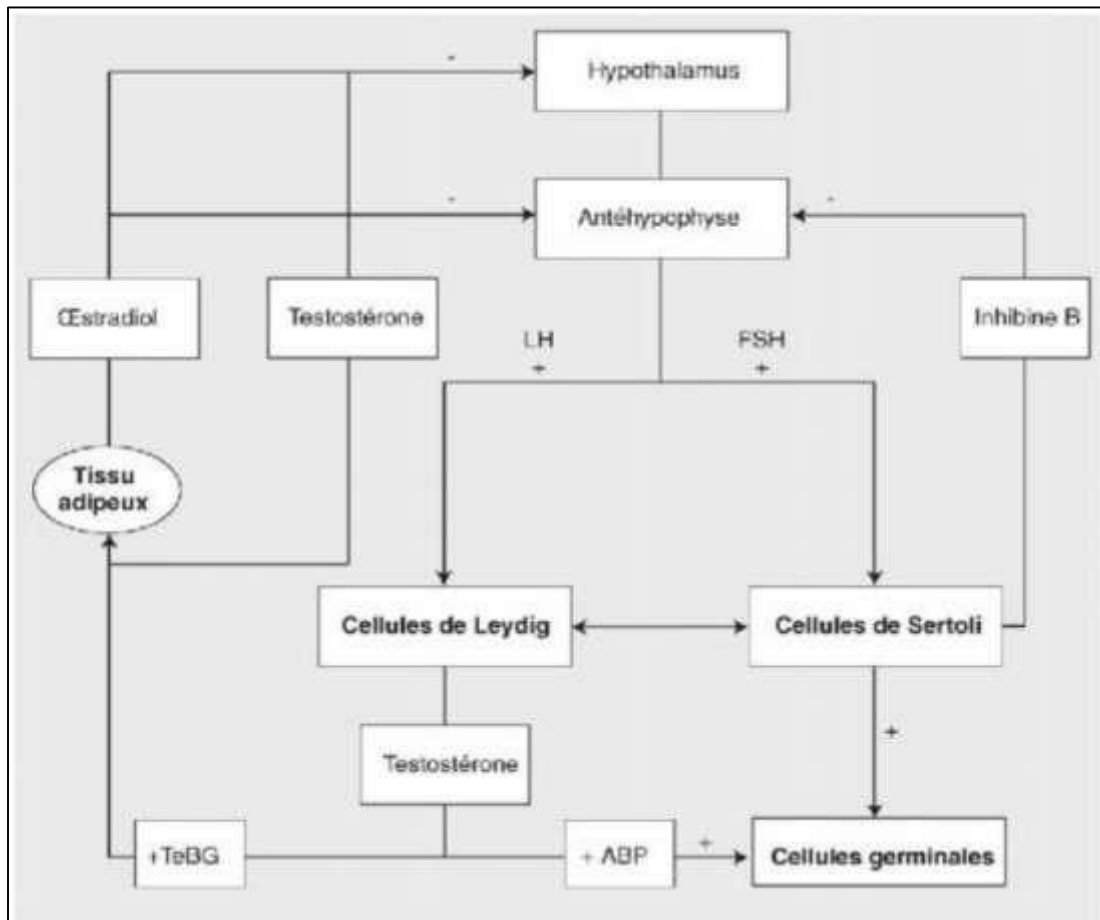 -
Hypothalamus
-
-
Antéhypophyse
Œstradiol
Testostérone
Inhibine B
LH
+
FSH
+
Tissu
adipeux
Cellules de Leydig
Cellules de Sertoli
+
Testostérone
+TeBG
+ ABP
+
Cellules germinales